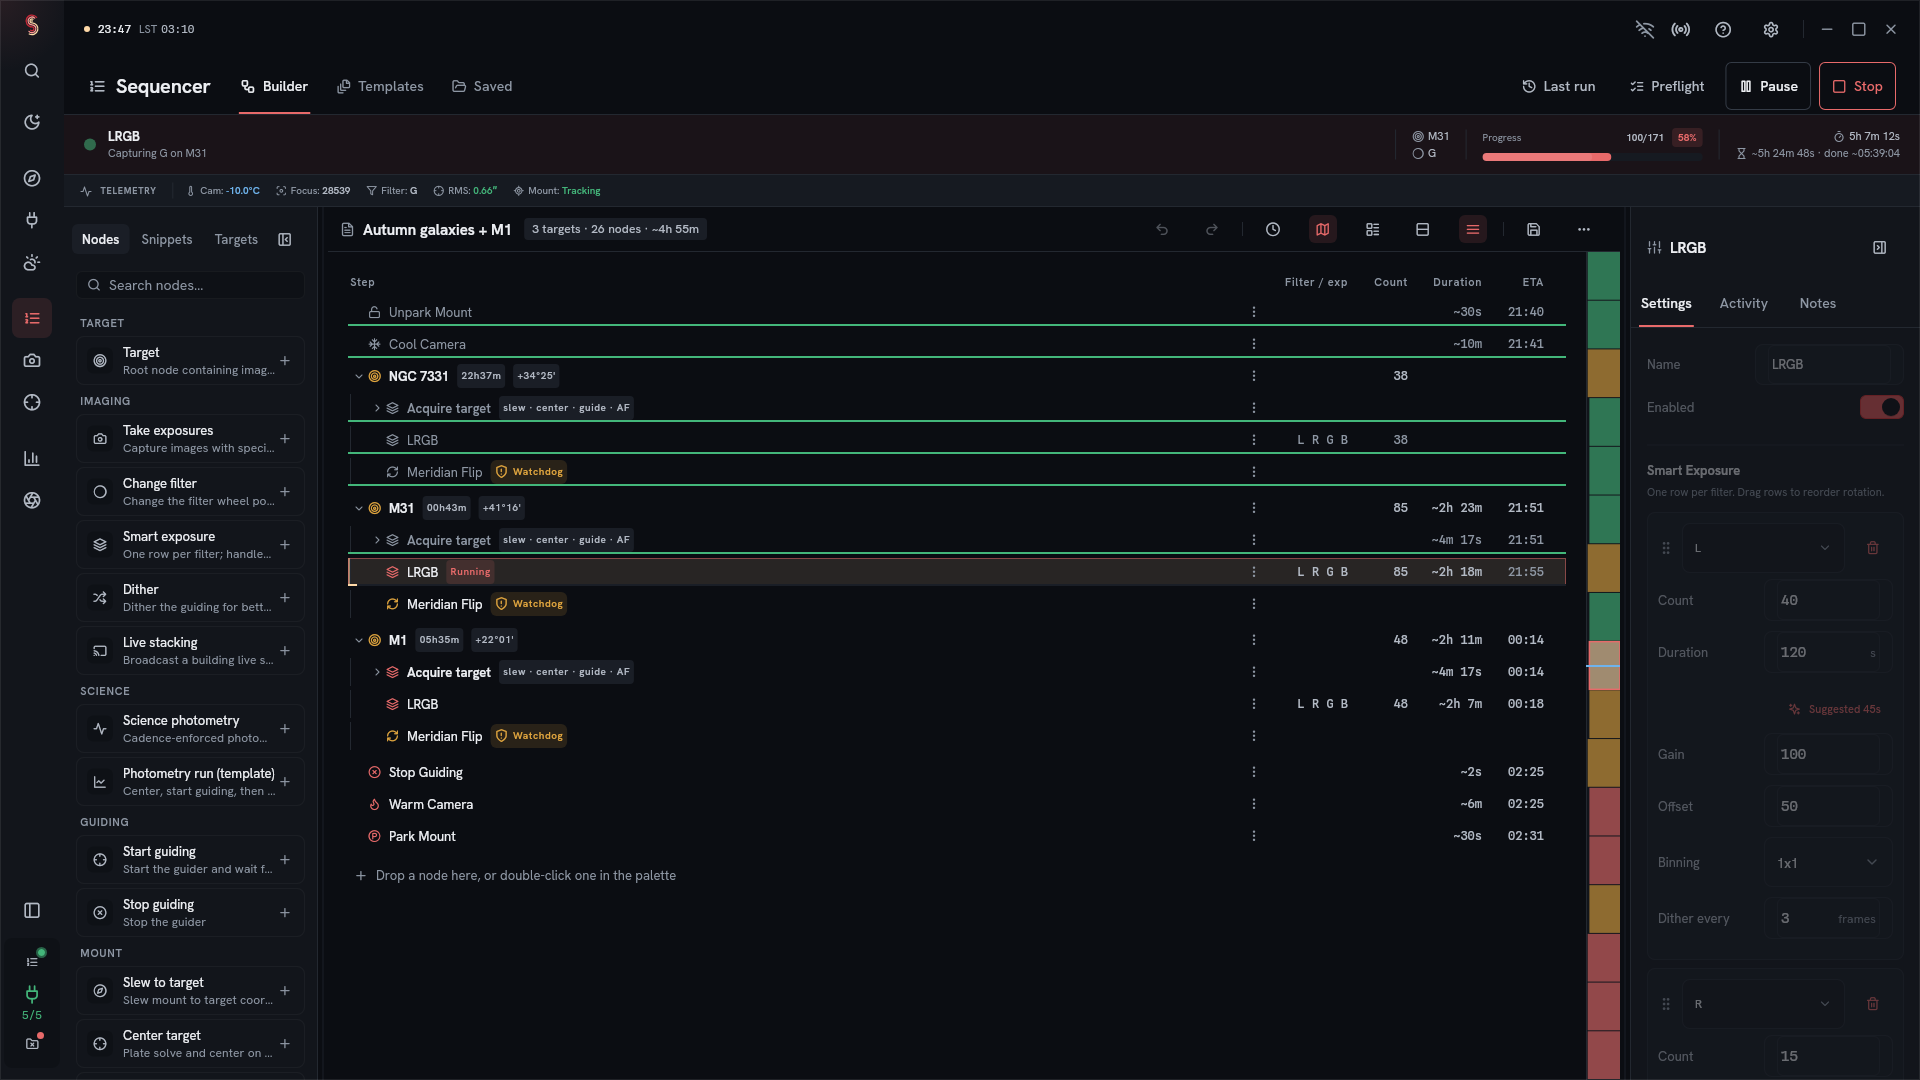 23:47 LST 03:10
Sequencer
Builder
Templates
Saved
Last run
Preflight
Pause
Stop
LRGB
Capturing G on M31
M31
G
Progress
100/171
58%
5h 7m 12s
~5h 24m 48s · done ~05:39:04
TELEMETRY
Cam: -10.0°C
Focus: 28539
Filter: G
RMS: 0.66″
Mount: Tracking
Nodes
Snippets
Targets
Search nodes...
TARGET
Target
Root node containing imag...
IMAGING
Take exposures
Capture images with speci...
Change filter
Change the filter wheel po...
Smart exposure
One row per filter; handle...
Dither
Dither the guiding for bett...
Live stacking
Broadcast a building live s...
SCIENCE
Science photometry
Cadence-enforced photo...
Photometry run (template)
Center, start guiding, then ...
GUIDING
Start guiding
Start the guider and wait f...
Stop guiding
Stop the guider
MOUNT
Slew to target
Slew mount to target coor...
Center target
Plate solve and center on ...
5/5
Autumn galaxies + M1
3 targets · 26 nodes · ~4h 55m
Step Filter / exp Count Duration ETA
Unpark Mount ~30s 21:40
Cool Camera ~10m 21:41
NGC 7331 22h37m +34°25' 38
Acquire target slew · center · guide · AF
LRGB L R G B 38
Meridian Flip Watchdog
M31 00h43m +41°16' 85 ~2h 23m 21:51
Acquire target slew · center · guide · AF ~4m 17s 21:51
LRGB Running L R G B 85 ~2h 18m 21:55
Meridian Flip Watchdog
M1 05h35m +22°01' 48 ~2h 11m 00:14
Acquire target slew · center · guide · AF ~4m 17s 00:14
LRGB L R G B 48 ~2h 7m 00:18
Meridian Flip Watchdog
Stop Guiding ~2s 02:25
Warm Camera ~6m 02:25
Park Mount ~30s 02:31
Drop a node here, or double-click one in the palette
LRGB
Settings
Activity
Notes
Name LRGB
Enabled
Smart Exposure
One row per filter. Drag rows to reorder rotation.
L
Count 40
Duration 120 s
Suggested 45s
Gain 100
Offset 50
Binning 1x1
Dither every 3 frames
R
Count 15